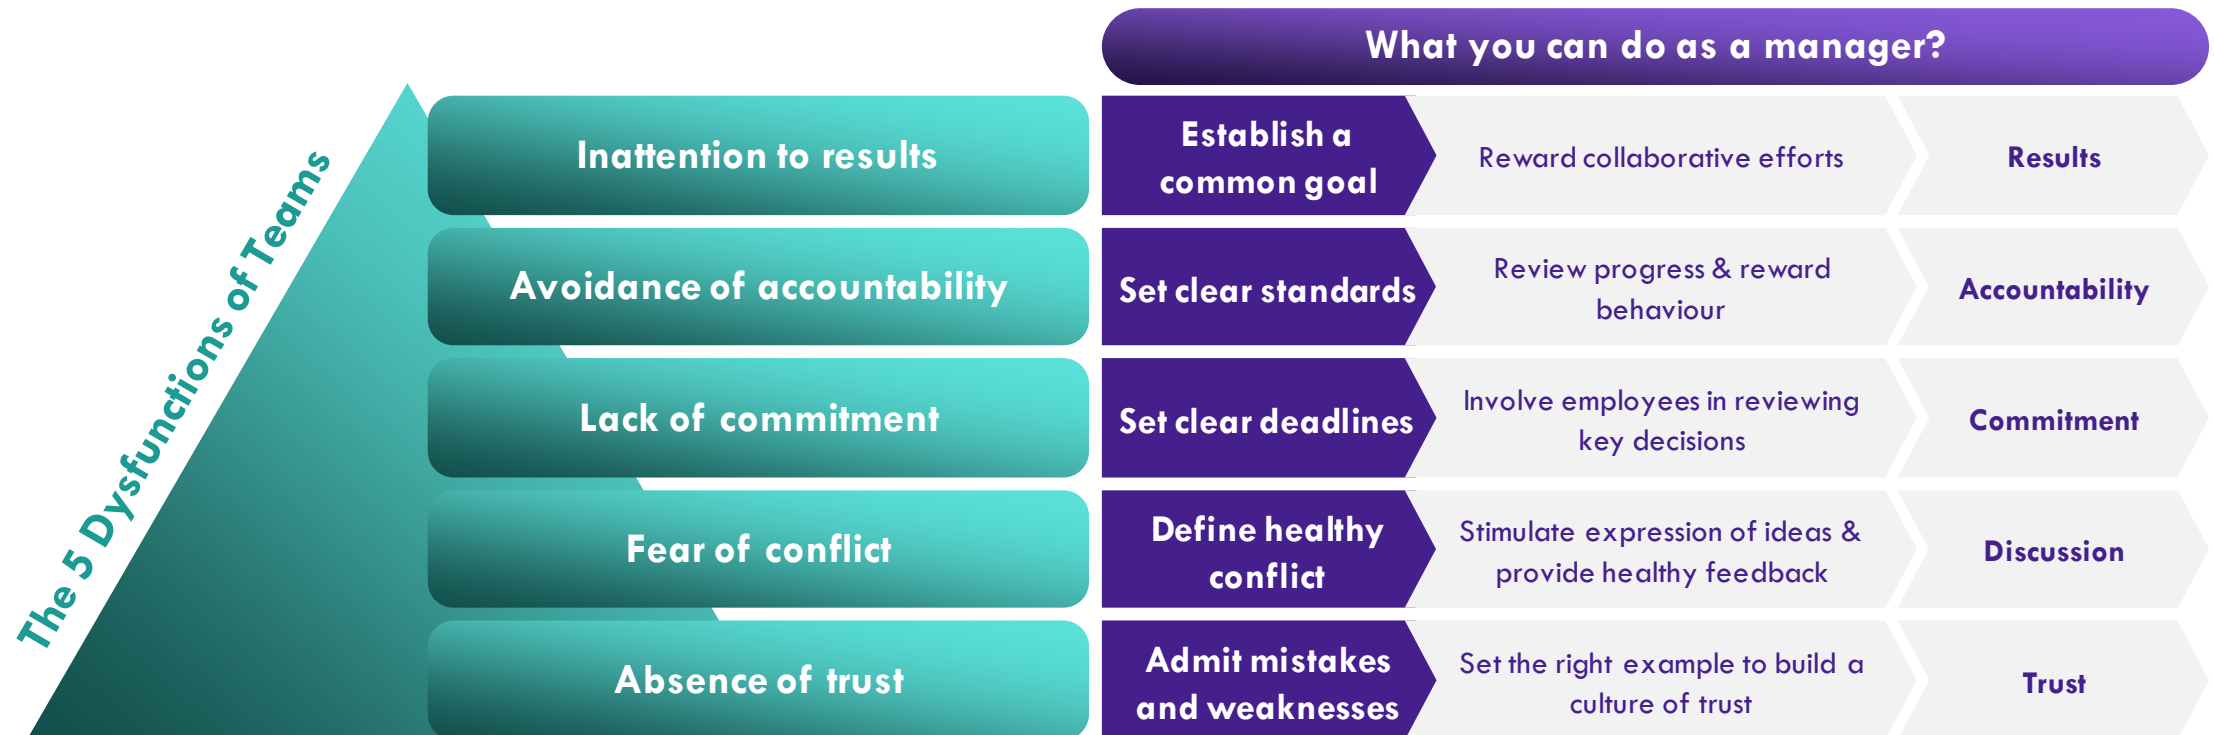 The 5 Dysfunctions of Teams
What you can do as a manager?
Inattention to results
Establish a
common goal
Reward collaborative efforts
Results
Avoidance of accountability
Set clear standards
Review progress & reward
behaviour
Accountability
Lack of commitment
Set clear deadlines
Involve employees in reviewing
key decisions
Commitment
Fear of conflict
Define healthy
conflict
Stimulate expression of ideas &
provide healthy feedback
Discussion
Absence of trust
Admit mistakes
and weaknesses
Set the right example to build a
culture of trust
Trust